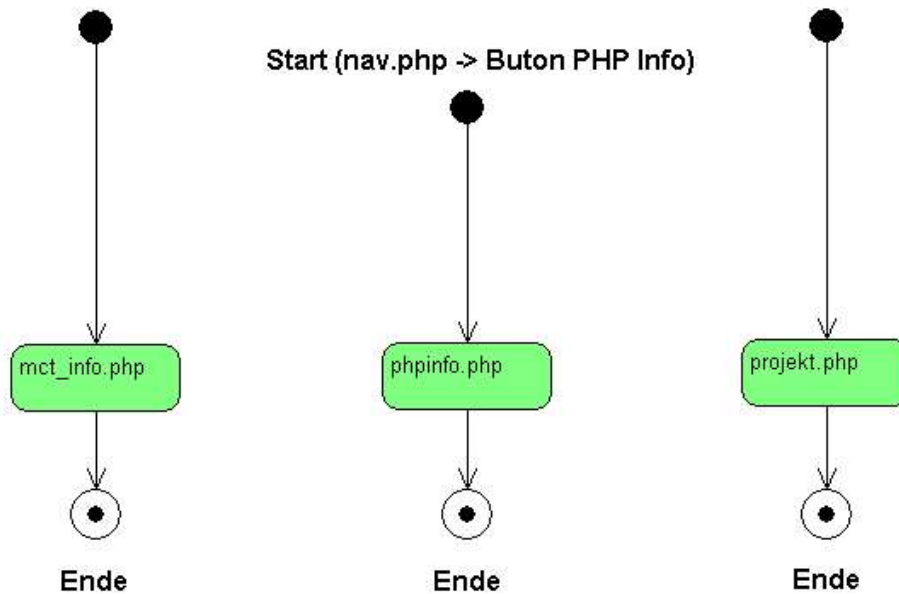 Start (nav.php -> Buton PHP Info)
mct_info.php
phpinfo.php
projekt.php
Ende
Ende
Ende